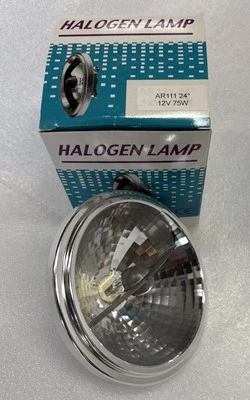 HALOGEN LAMP
AR111 24°
12V 75W
HALOGEN LAMP